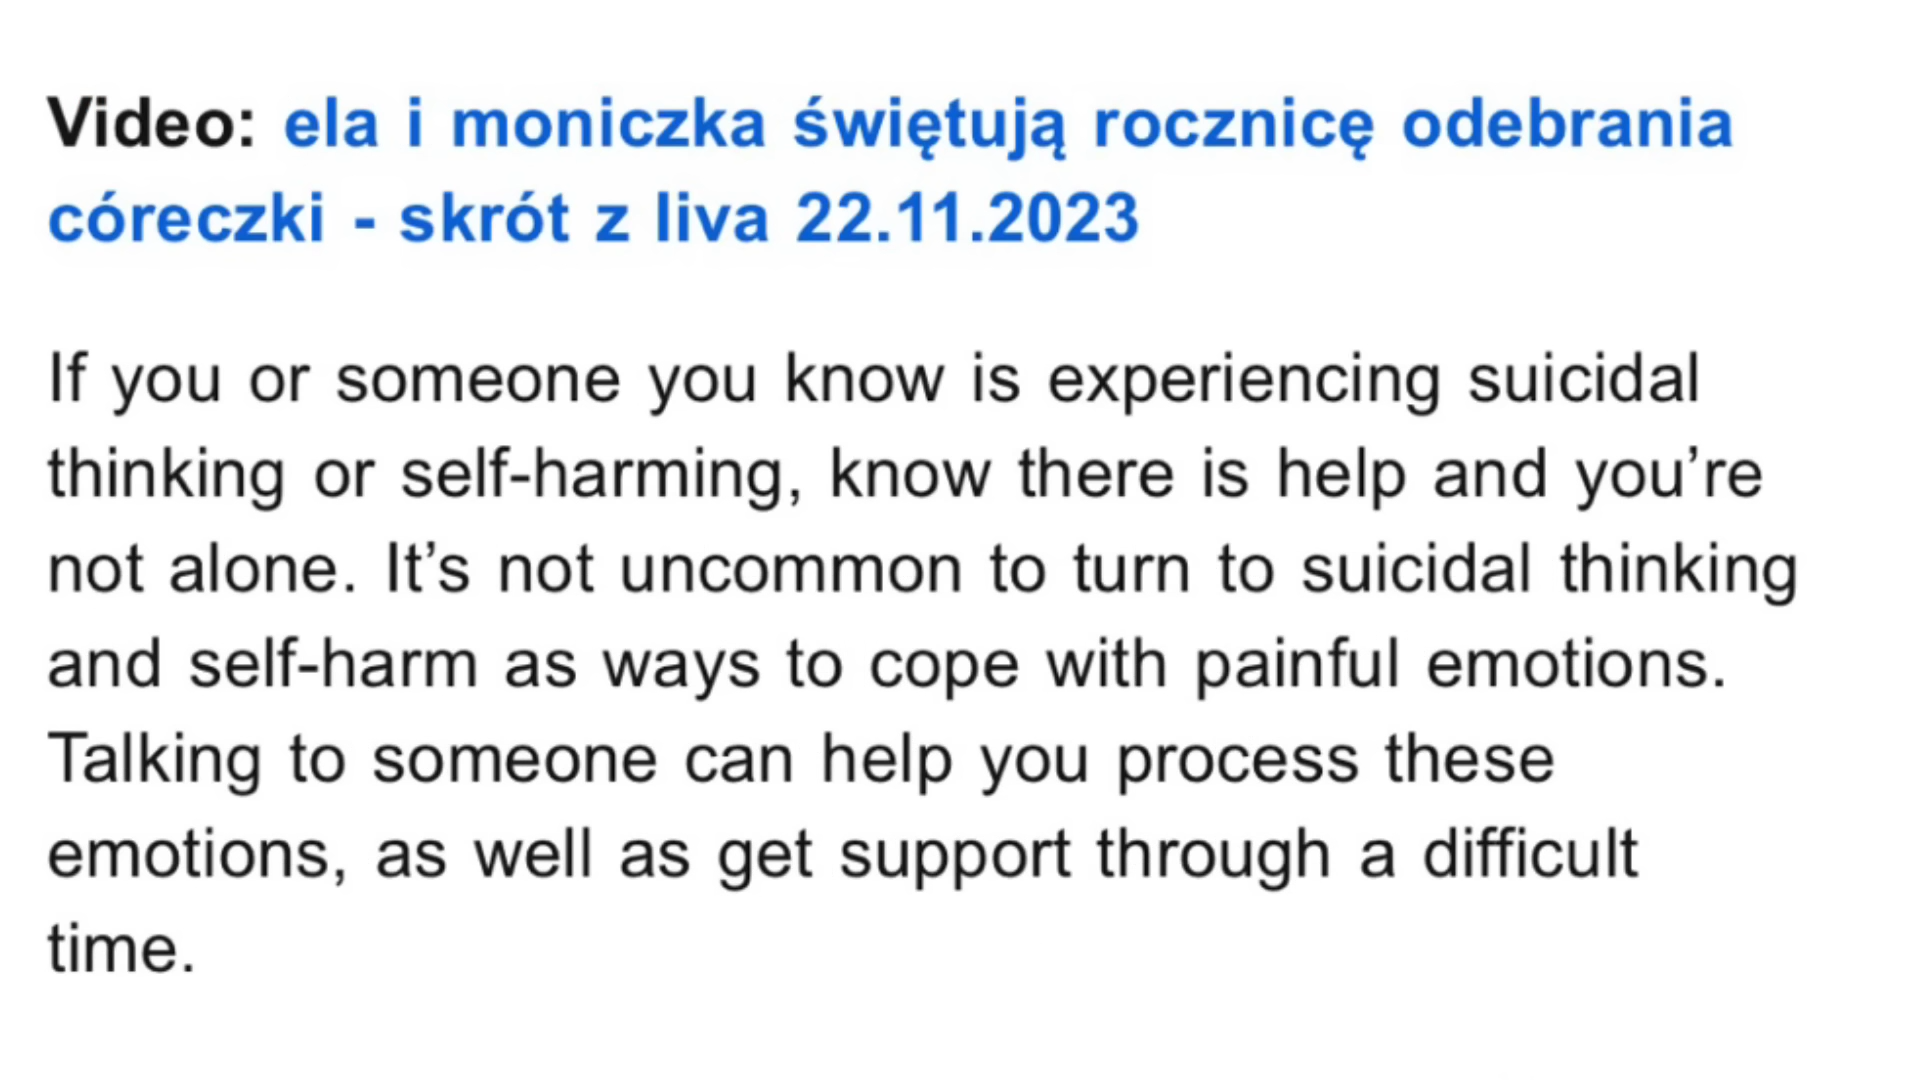 Video: ela i moniczka świętują rocznicę odebrania
córeczki - skrót z liva 22.11.2023
If you or someone you know is experiencing suicidal
thinking or self-harming, know there is help and you’re
not alone. It’s not uncommon to turn to suicidal thinking
and self-harm as ways to cope with painful emotions.
Talking to someone can help you process these
emotions, as well as get support through a difficult
time.